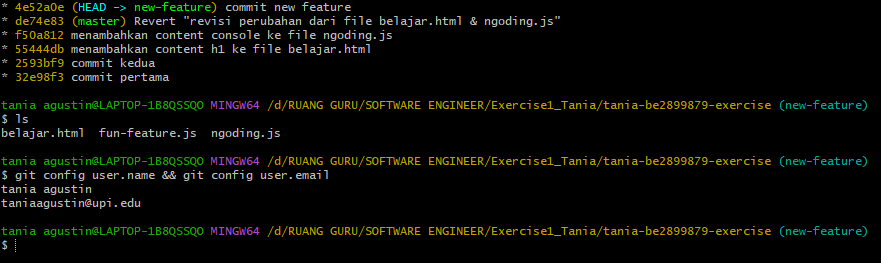 * 4e52a0e (HEAD -> new-feature) commit new feature
* de74e83 (master) Revert "revisi perubahan dari file belajar.html & ngoding.js"
* f50a812 menambahkan content console ke file ngoding.js
* 55444db menambahkan content h1 ke file belajar.html
* 2593bf9 commit kedua
* 32e98f3 commit pertama
tania agustin@LAPTOP-1B8QSSQO MINGW64 /d/RUANG GURU/SOFTWARE ENGINEER/Exercise1_Tania/tania-be2899879-exercise (new-feature)
$ ls
belajar.html  fun-feature.js  ngoding.js
tania agustin@LAPTOP-1B8QSSQO MINGW64 /d/RUANG GURU/SOFTWARE ENGINEER/Exercise1_Tania/tania-be2899879-exercise (new-feature)
$ git config user.name && git config user.email
tania agustin
taniaagustin@upi.edu
tania agustin@LAPTOP-1B8QSSQO MINGW64 /d/RUANG GURU/SOFTWARE ENGINEER/Exercise1_Tania/tania-be2899879-exercise (new-feature)
$